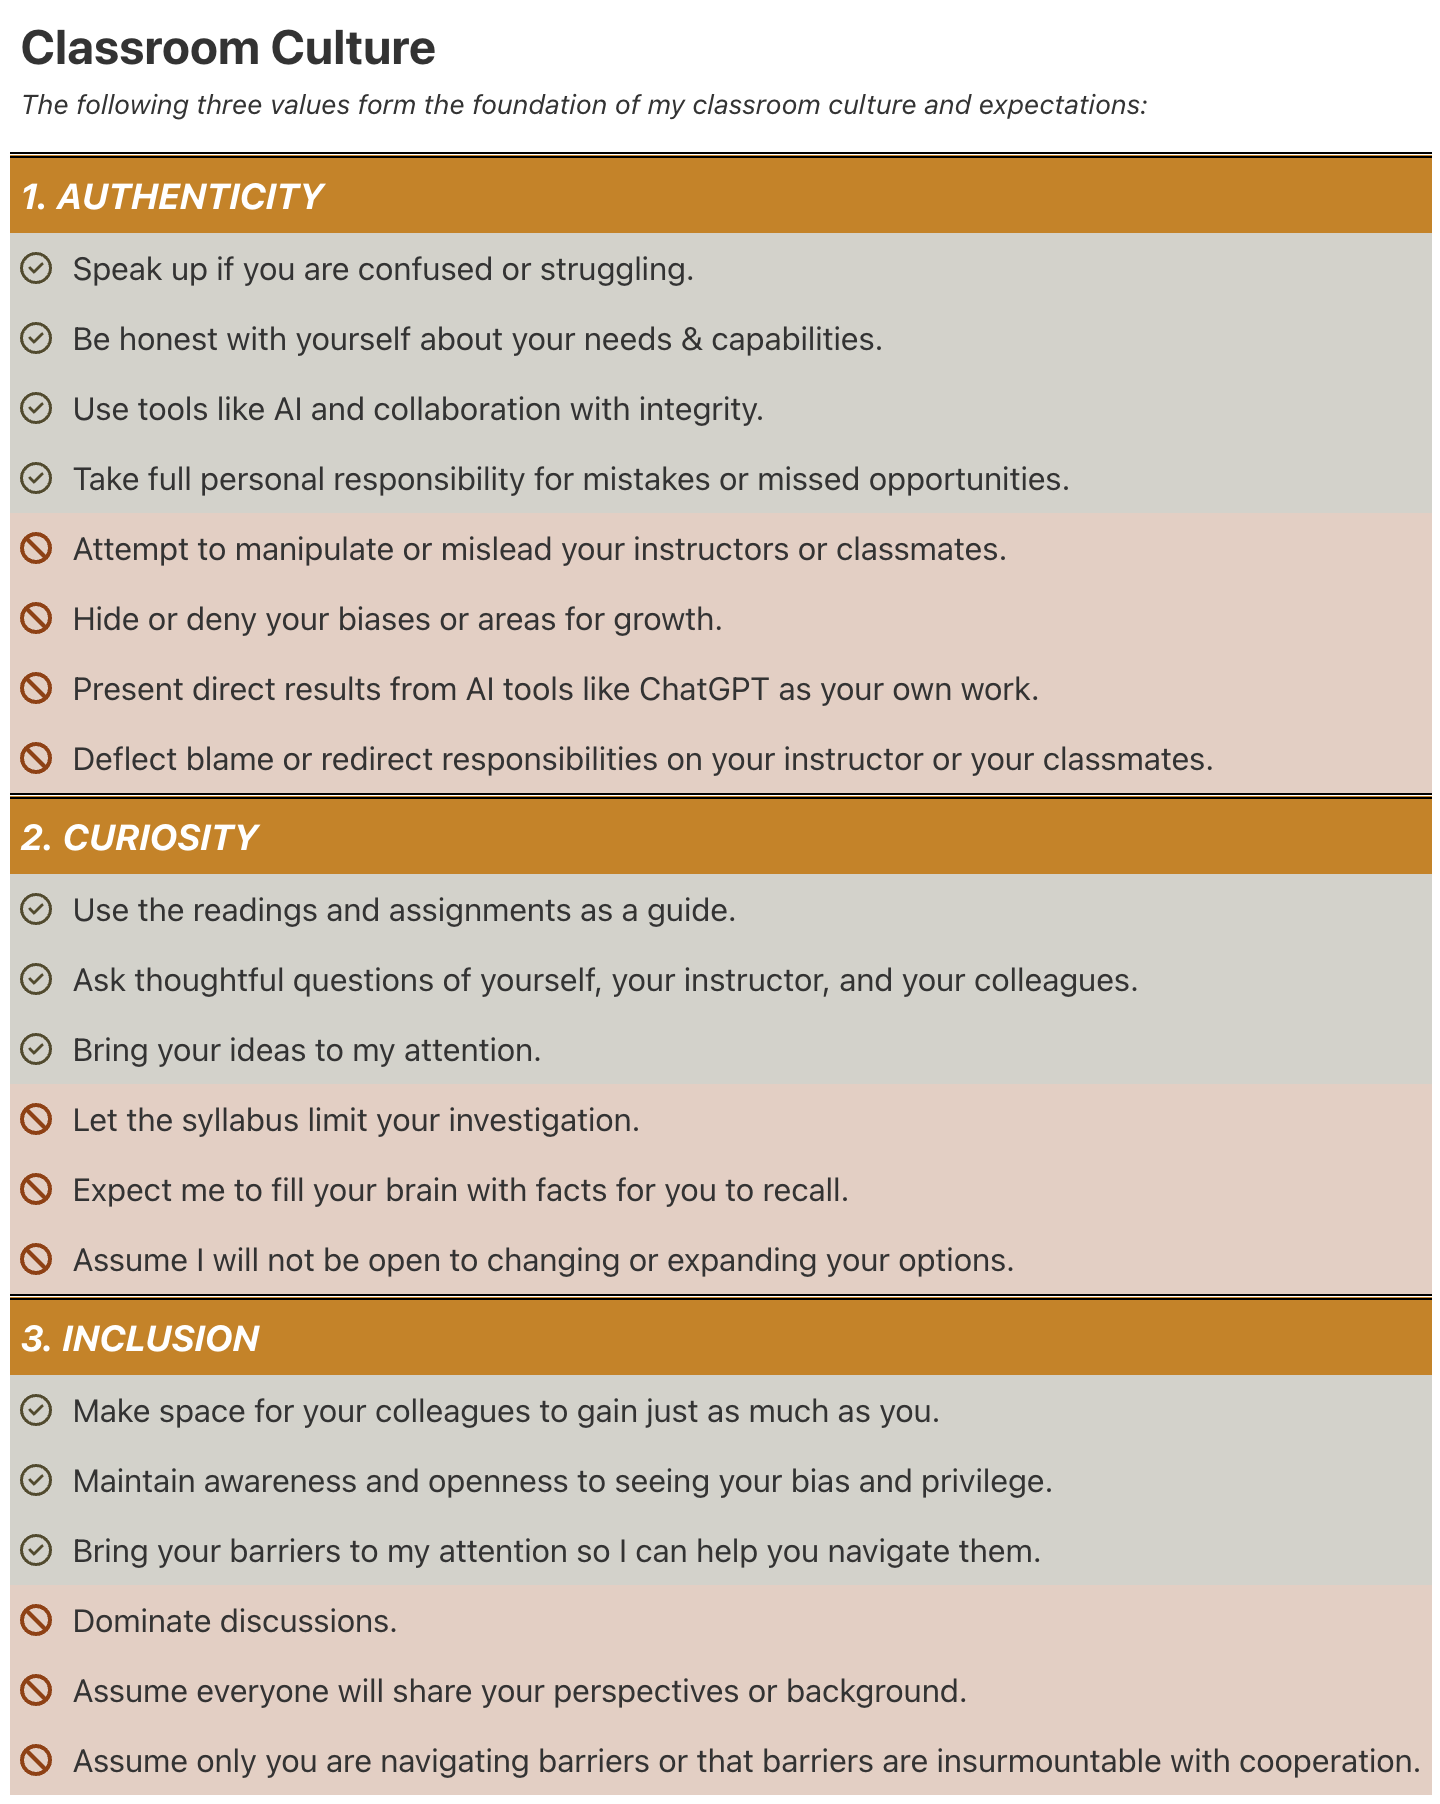 Classroom Culture
The following three values form the foundation of my classroom culture and expectations:
1. AUTHENTICITY
Speak up if you are confused or struggling.
Be honest with yourself about your needs & capabilities.
Use tools like AI and collaboration with integrity.
Take full personal responsibility for mistakes or missed opportunities.
Attempt to manipulate or mislead your instructors or classmates.
Hide or deny your biases or areas for growth.
Present direct results from AI tools like ChatGPT as your own work.
Deflect blame or redirect responsibilities on your instructor or your classmates.
2. CURIOSITY
Use the readings and assignments as a guide.
Ask thoughtful questions of yourself, your instructor, and your colleagues.
Bring your ideas to my attention.
Let the syllabus limit your investigation.
Expect me to fill your brain with facts for you to recall.
Assume I will not be open to changing or expanding your options.
3. INCLUSION
Make space for your colleagues to gain just as much as you.
Maintain awareness and openness to seeing your bias and privilege.
Bring your barriers to my attention so I can help you navigate them.
Dominate discussions.
Assume everyone will share your perspectives or background.
Assume only you are navigating barriers or that barriers are insurmountable with cooperation.